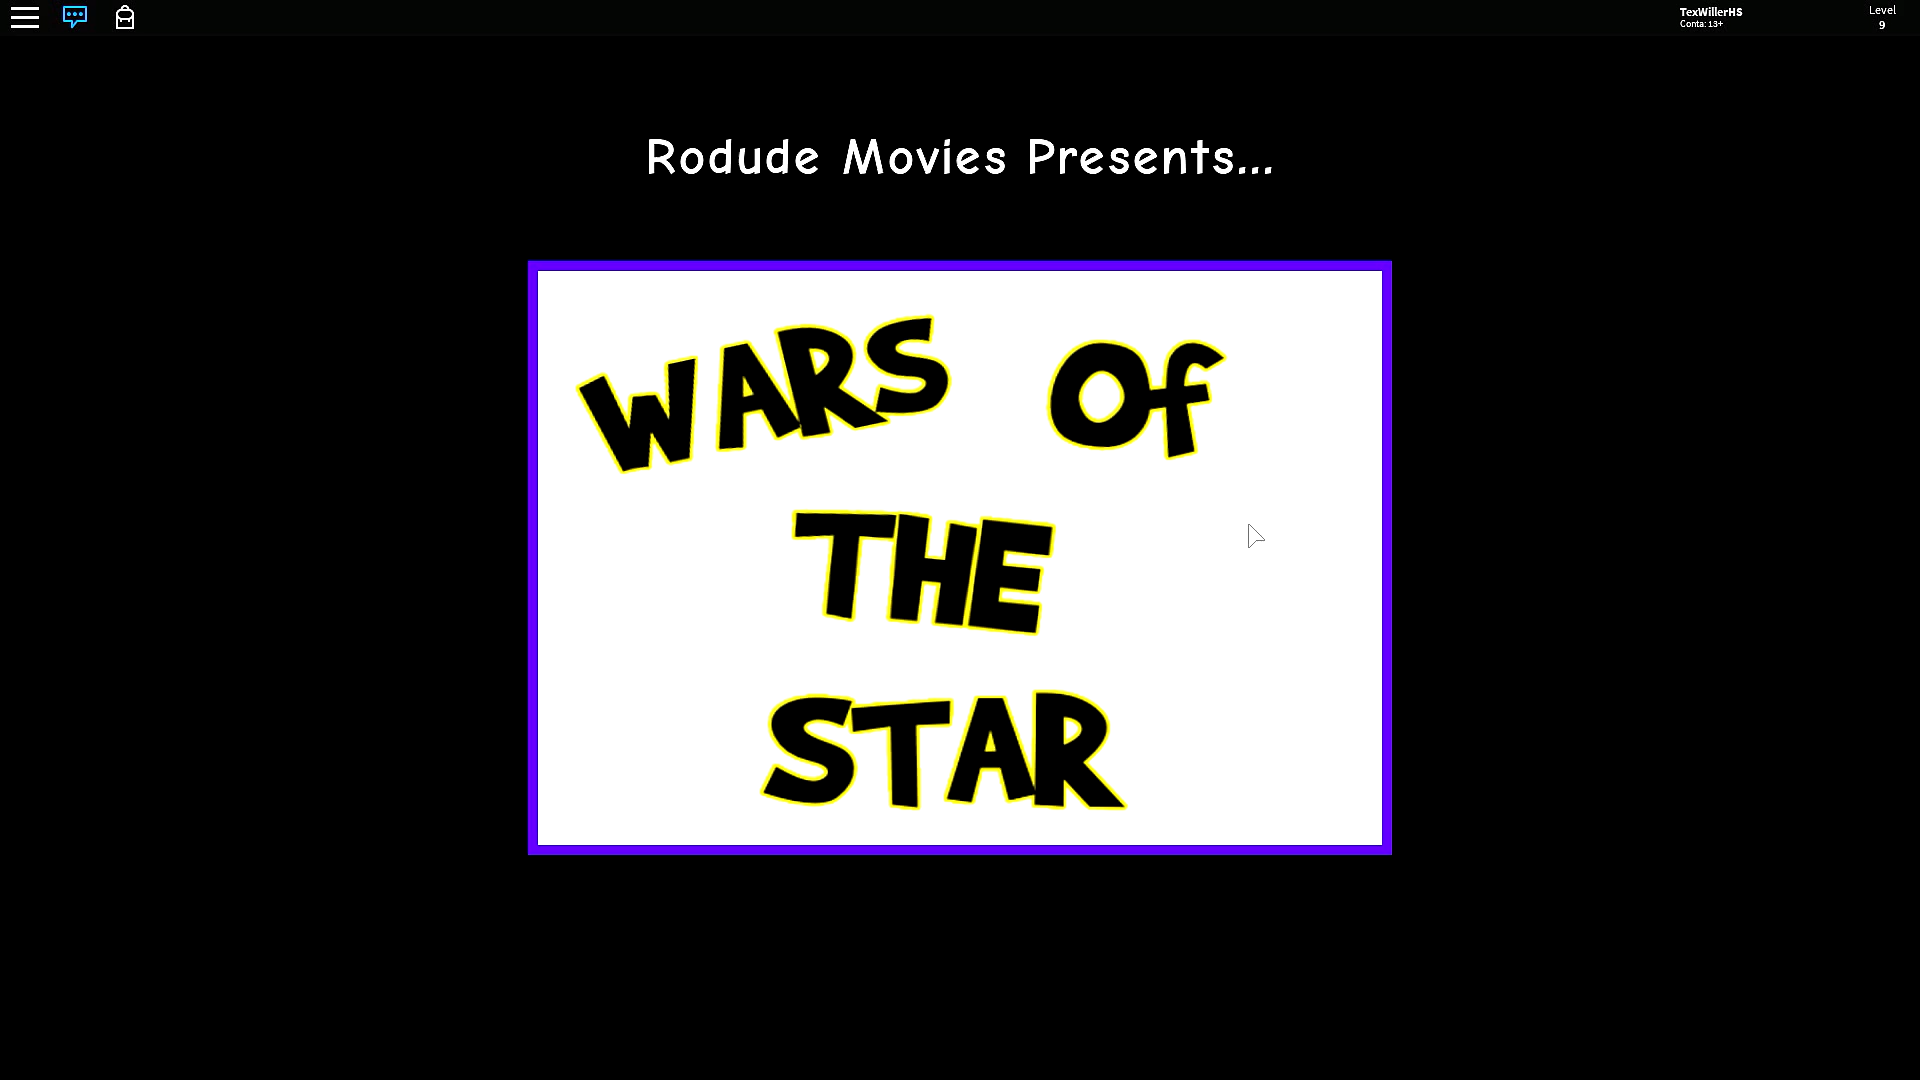 TexWillerHS
Conta: 13+
Level
9
Rodude Movies Presents...
WARS Of
THE
STAR